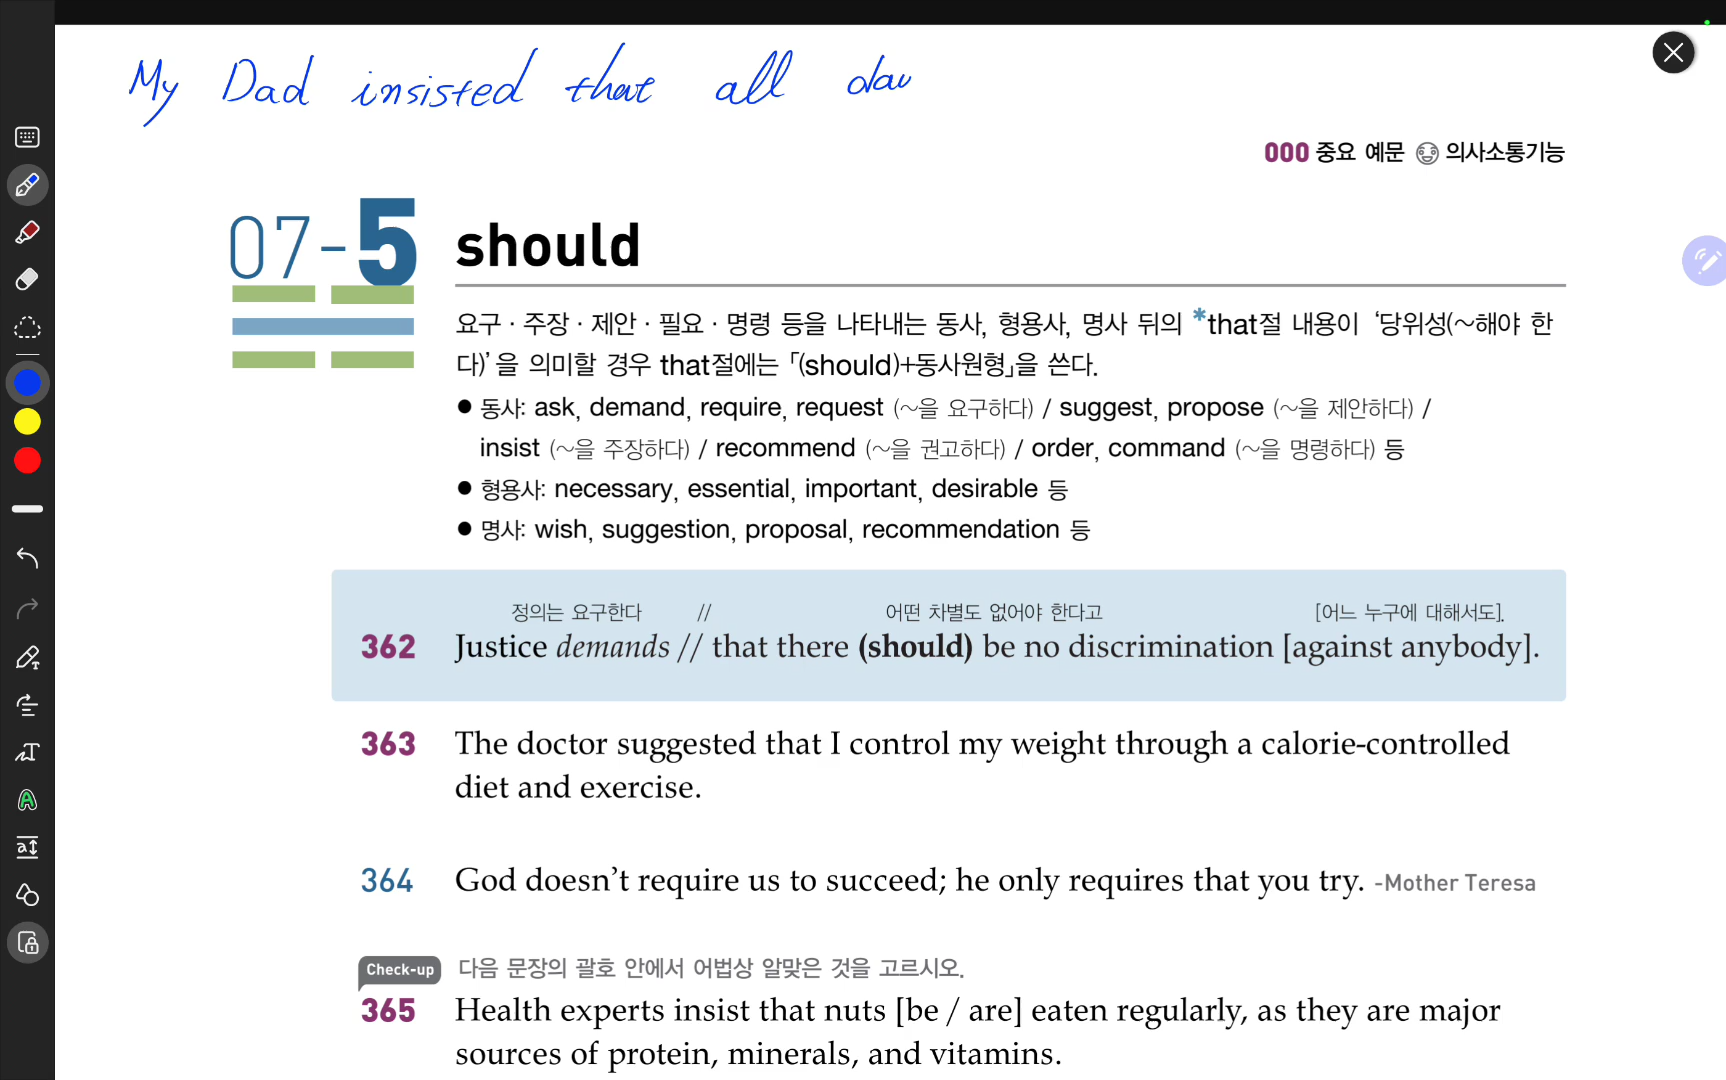 My Dad insisted that all
000 중요 예문 의사소통기능
07-5 should
요구·주장·제안·필요·명령 등을 나타내는 동사, 형용사, 명사 뒤의 *that절 내용이 ‘당위성(~해야 한
다)’을 의미할 경우 that절에는 「(should)+동사원형」을 쓴다.
● 동사: ask, demand, require, request (~을 요구하다) / suggest, propose (~을 제안하다) /
insist (~을 주장하다) / recommend (~을 권고하다) / order, command (~을 명령하다) 등
● 형용사: necessary, essential, important, desirable 등
● 명사: wish, suggestion, proposal, recommendation 등
정의는 요구한다 // 어떤 차별도 없어야 한다고 [어느 누구에 대해서도].
362 Justice demands // that there (should) be no discrimination [against anybody].
363 The doctor suggested that I control my weight through a calorie-controlled
diet and exercise.
364 God doesn’t require us to succeed; he only requires that you try. -Mother Teresa
Check-up 다음 문장의 괄호 안에서 어법상 알맞은 것을 고르시오.
365 Health experts insist that nuts [be / are] eaten regularly, as they are major
sources of protein, minerals, and vitamins.